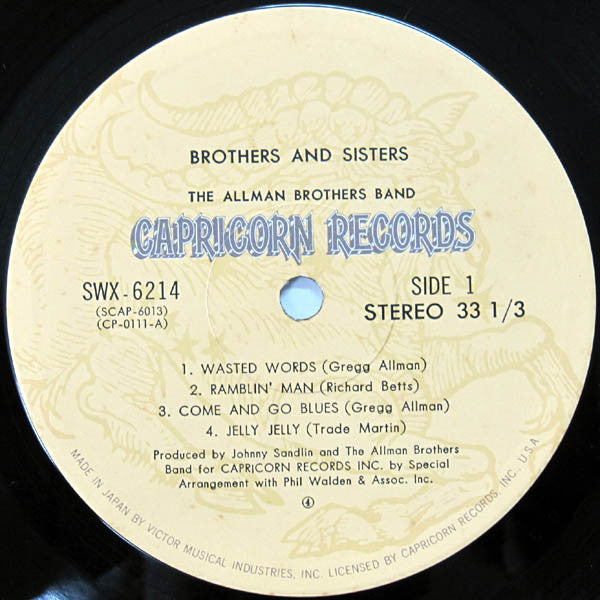 BROTHERS AND SISTERS
THE ALLMAN BROTHERS BAND
CAPRICORN RECORDS
SWX-6214
(SCAP-6013)
(CP-0111-A)
SIDE 1
STEREO 33 1/3
1. WASTED WORDS (Gregg Allman)
2. RAMBLIN' MAN (Richard Betts)
3. COME AND GO BLUES (Gregg Allman)
4. JELLY JELLY (Trade Martin)
Produced by Johnny Sandlin and The Allman Brothers
Band for CAPRICORN RECORDS INC. by Special
Arrangement with Phil Walden & Assoc. Inc.
④
MADE IN JAPAN BY VICTOR MUSICAL INDUSTRIES, INC. LICENSED BY CAPRICORN RECORDS, INC., U.S.A